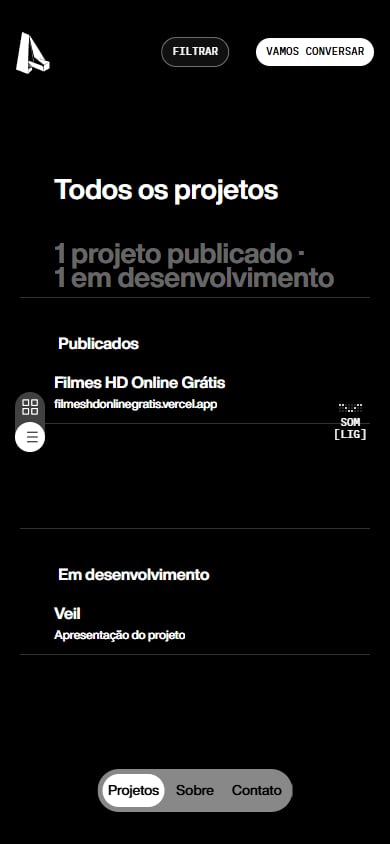 FILTRAR
VAMOS CONVERSAR
Todos os projetos
1 projeto publicado ·
1 em desenvolvimento
Publicados
Filmes HD Online Grátis
filmeshdonlinegratis.vercel.app
SOM
[LIG]
Em desenvolvimento
Veil
Apresentação do projeto
Projetos
Sobre
Contato